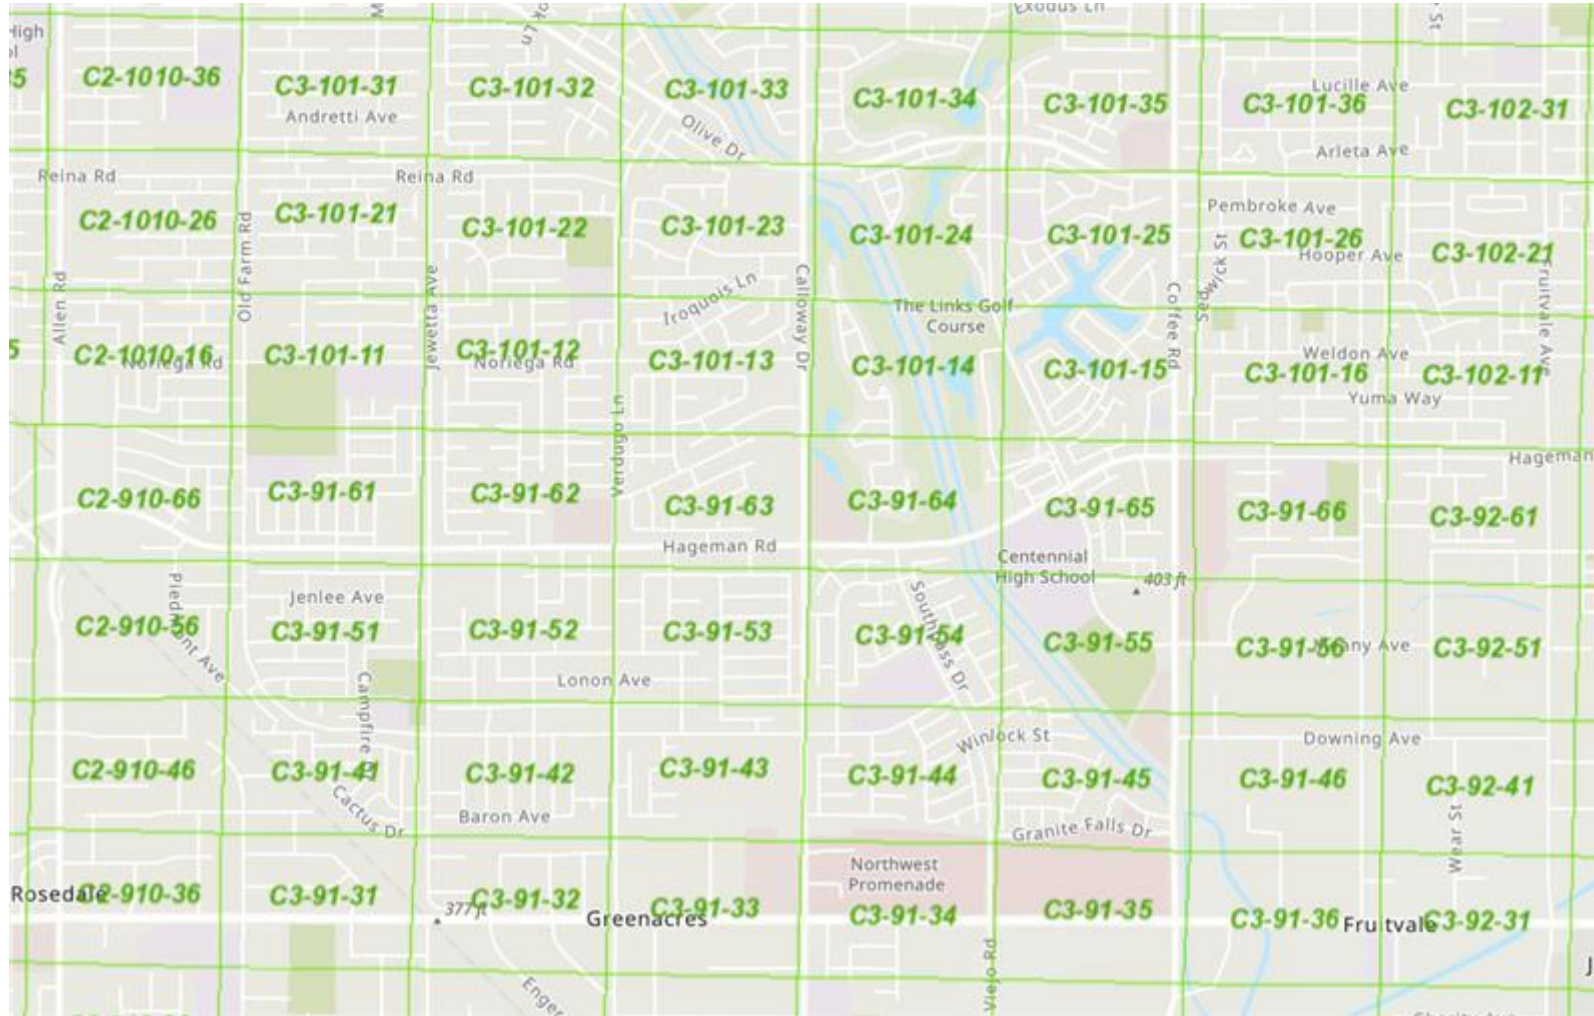 Exodus Ln
St
High
C2-1010-36
C3-101-31
C3-101-32
C3-101-33
C3-101-34
C3-101-35
Lucille Ave
C3-101-36
C3-102-31
Andretti Ave
Olive Dr
Arleta Ave
Reina Rd
Reina Rd
Pembroke Ave
C2-1010-26
C3-101-21
C3-101-22
C3-101-23
C3-101-24
C3-101-25
C3-101-26
Hooper Ave
C3-102-21
Allen Rd
Old Farm Rd
Jewetta Ave
Iroquois Ln
Calloway Dr
The Links Golf
Course
Coffee Rd
Fruitvale Ave
C2-1010-16
Noriega Rd
C3-101-11
C3-101-12
Noriega Rd
C3-101-13
C3-101-14
C3-101-15
Weldon Ave
C3-101-16
C3-102-11
Yuma Way
Verdugo Ln
Hageman
C2-910-66
C3-91-61
C3-91-62
C3-91-63
C3-91-64
C3-91-65
C3-91-66
C3-92-61
Hageman Rd
Centennial
High School
403 ft
Piedmont Ave
Jenlee Ave
C2-910-56
C3-91-51
C3-91-52
C3-91-53
C3-91-54
Southpass Dr
C3-91-55
C3-91-56
C3-92-51
Lonon Ave
Campfire
Winlock St
Downing Ave
C2-910-46
C3-91-41
C3-91-42
C3-91-43
C3-91-44
C3-91-45
C3-91-46
C3-92-41
Cactus Dr
Baron Ave
Granite Falls Dr
Wear St
Northwest
Promenade
Rosedale
C2-910-36
C3-91-31
377 ft
C3-91-32
Greenacres
C3-91-33
C3-91-34
C3-91-35
C3-91-36
Fruitvale
C3-92-31
Viejo Rd
Enger